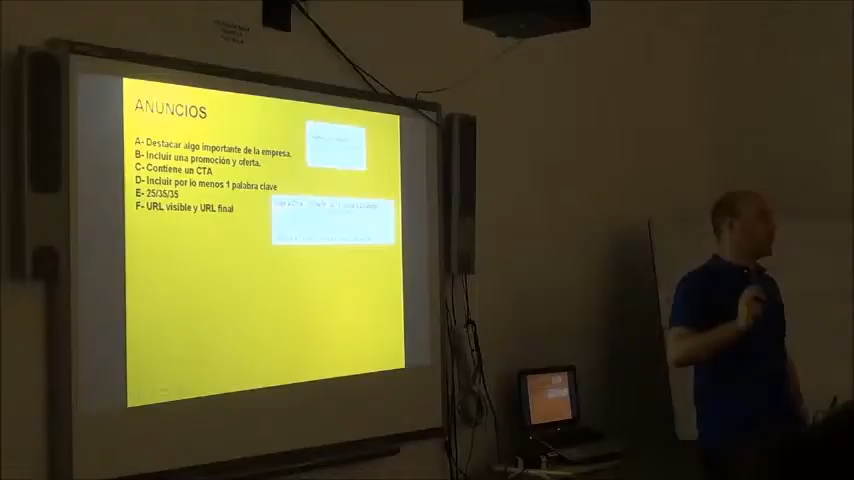 ANUNCIOS
A- Destacar algo importante de la empresa.
B- Incluir una promoción y oferta.
C- Contiene un CTA
D- Incluir por lo menos 1 palabra clave
E- 25/35/35
F- URL visible y URL final